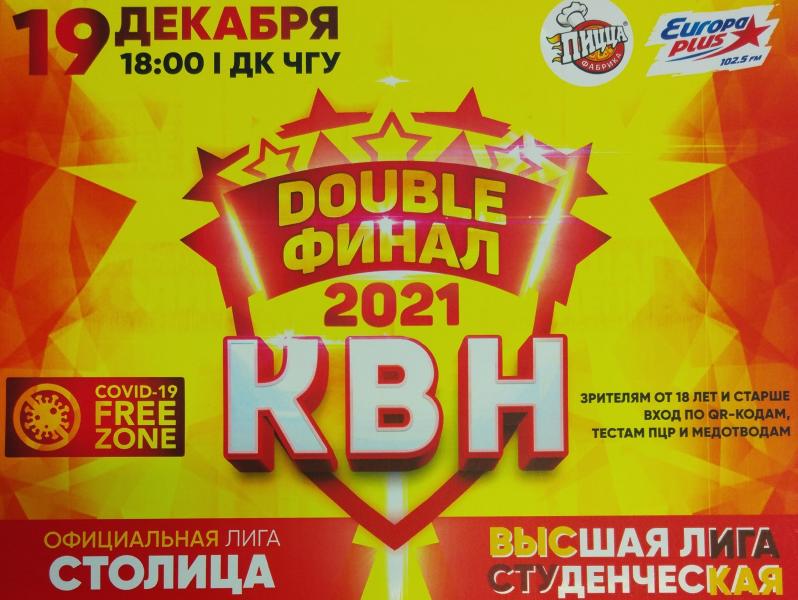 19 ДЕКАБРЯ
18:00 | ДК ЧГУ
ПИЦЦА
ФАБРИКА
Europa
PLUS
102.5 FM
DOUBLE
ФИНАЛ
2021
КВН
COVID-19
FREE
ZONE
ЗРИТЕЛЯМ ОТ 18 ЛЕТ И СТАРШЕ
ВХОД ПО QR-КОДАМ,
ТЕСТАМ ПЦР И МЕДОТВОДАМ
ОФИЦИАЛЬНАЯ ЛИГА
СТОЛИЦА
ВЫСШАЯ ЛИГА
СТУДЕНЧЕСКАЯ